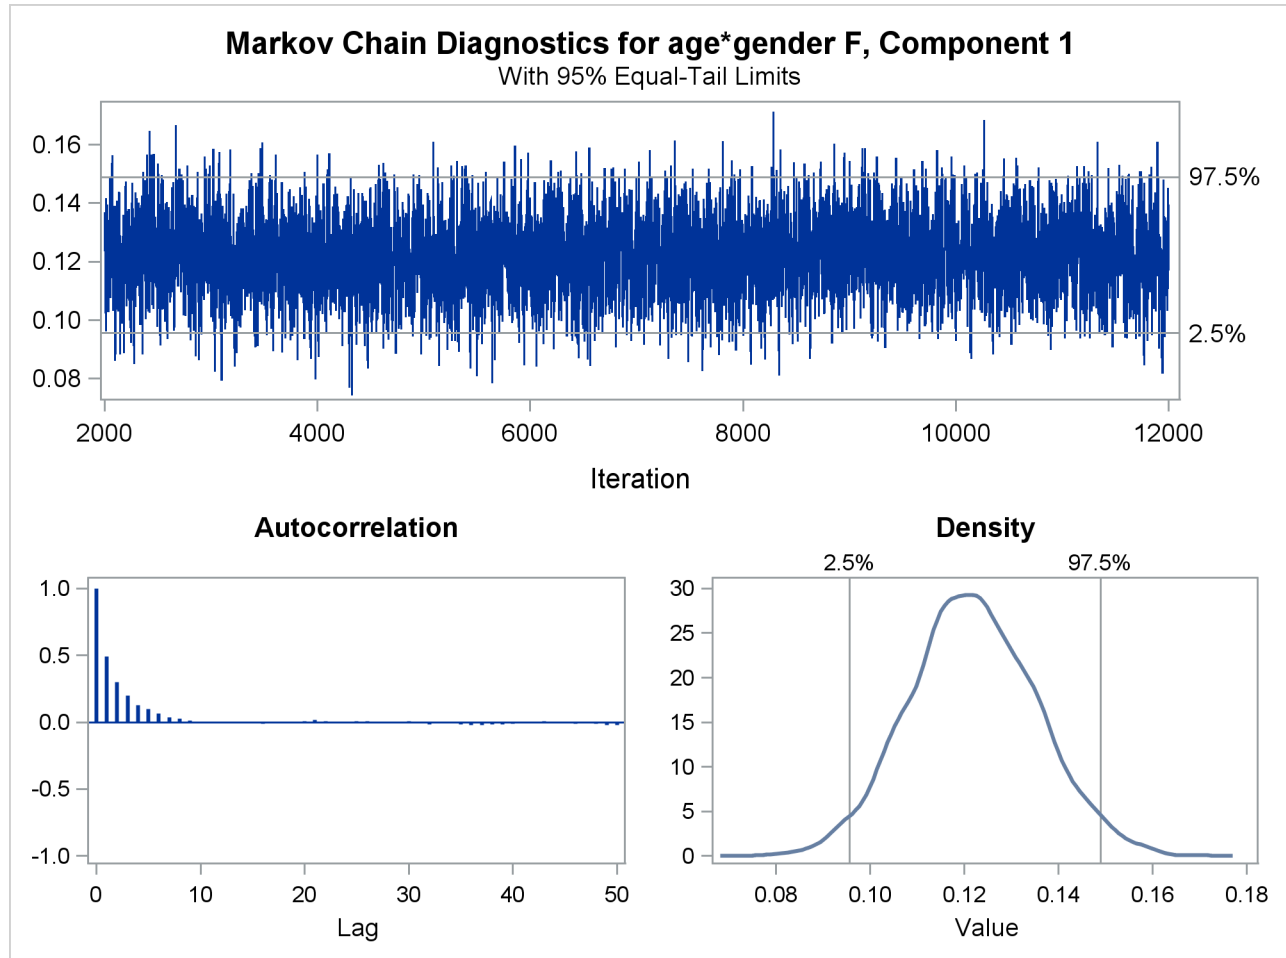 Markov Chain Diagnostics for age*gender F, Component 1
With 95% Equal-Tail Limits
0.16
0.14
0.12
0.10
0.08
97.5%
2.5%
2000 4000 6000 8000 10000 12000
Iteration
Autocorrelation
1.0
0.5
0.0
-0.5
-1.0
0 10 20 30 40 50
Lag
Density
2.5% 97.5%
30
25
20
15
10
5
0
0.08 0.10 0.12 0.14 0.16 0.18
Value